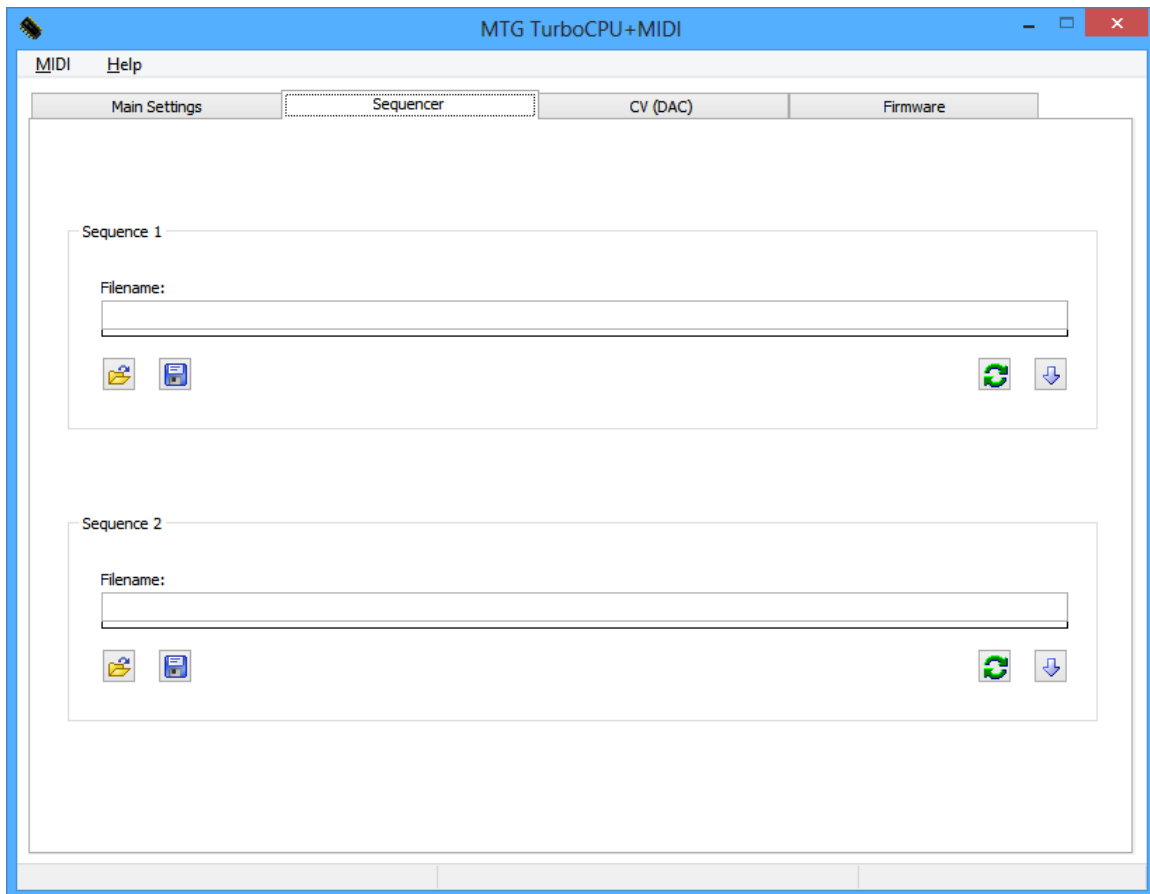 MTG TurboCPU+MIDI
MIDI Help
Main Settings Sequencer CV (DAC) Firmware
Sequence 1
Filename:
Sequence 2
Filename: